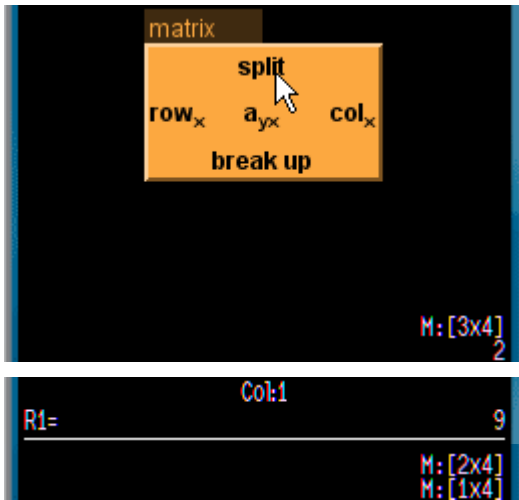 matrix
split
rowₓ aᵧₓ colₓ
break up
M:[3x4]
2
Col:1
R1= 9
M:[2x4]
M:[1x4]